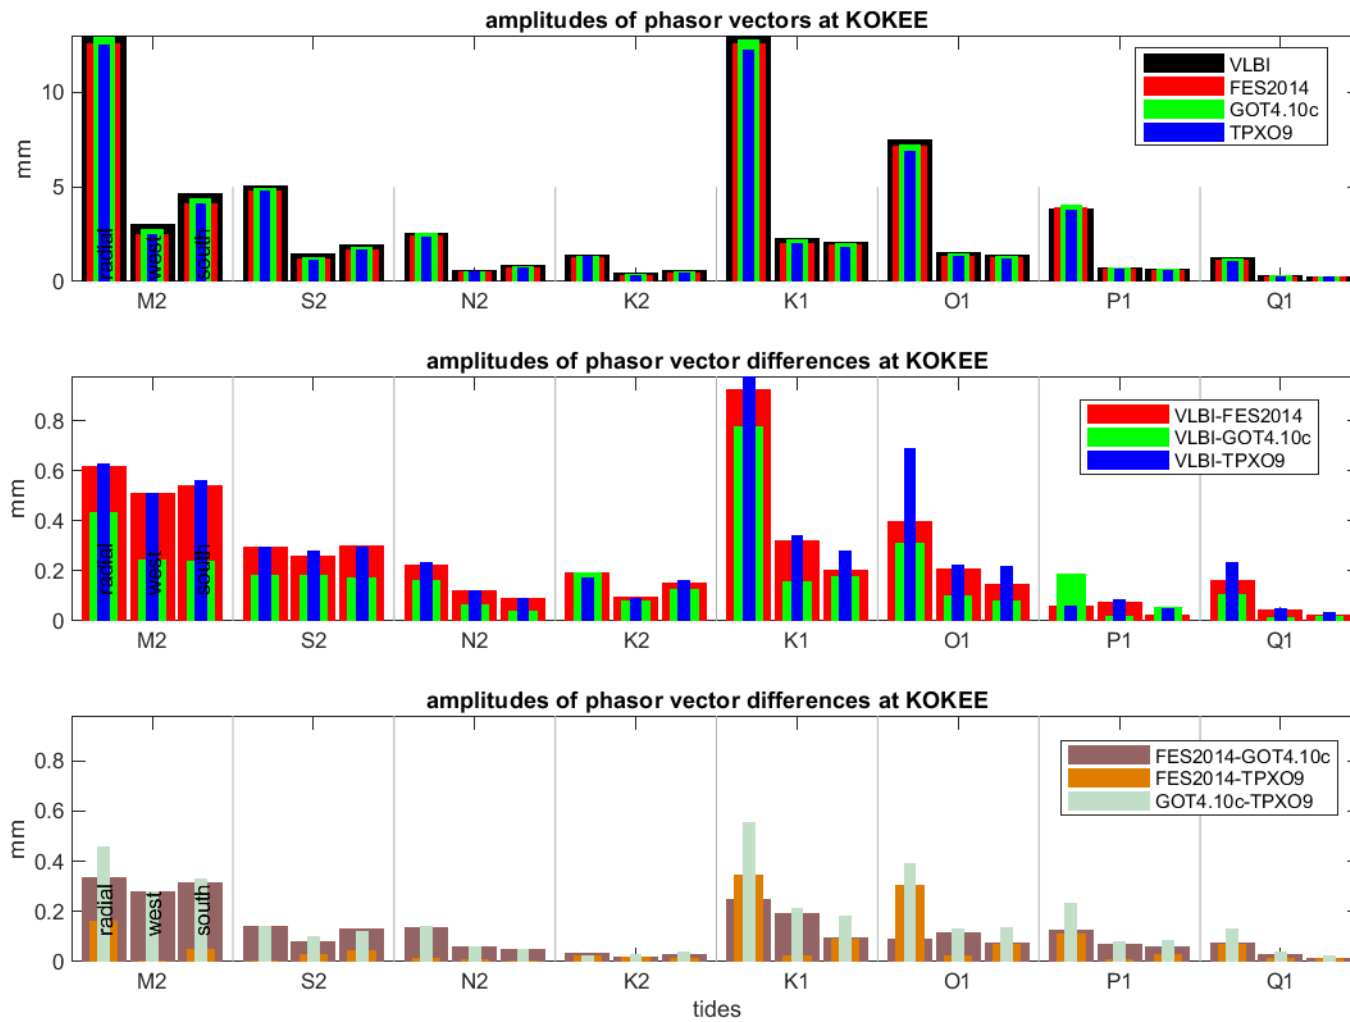 amplitudes of phasor vectors at KOKEE
VLBI
FES2014
GOT4.10c
TPXO9
10
5
0
mm
radial
west
south
M2 S2 N2 K2 K1 O1 P1 Q1
amplitudes of phasor vector differences at KOKEE
VLBI-FES2014
VLBI-GOT4.10c
VLBI-TPXO9
0.8
0.6
0.4
0.2
0
mm
radial
west
south
M2 S2 N2 K2 K1 O1 P1 Q1
amplitudes of phasor vector differences at KOKEE
FES2014-GOT4.10c
FES2014-TPXO9
GOT4.10c-TPXO9
0.8
0.6
0.4
0.2
0
mm
radial
west
south
M2 S2 N2 K2 K1 O1 P1 Q1
tides